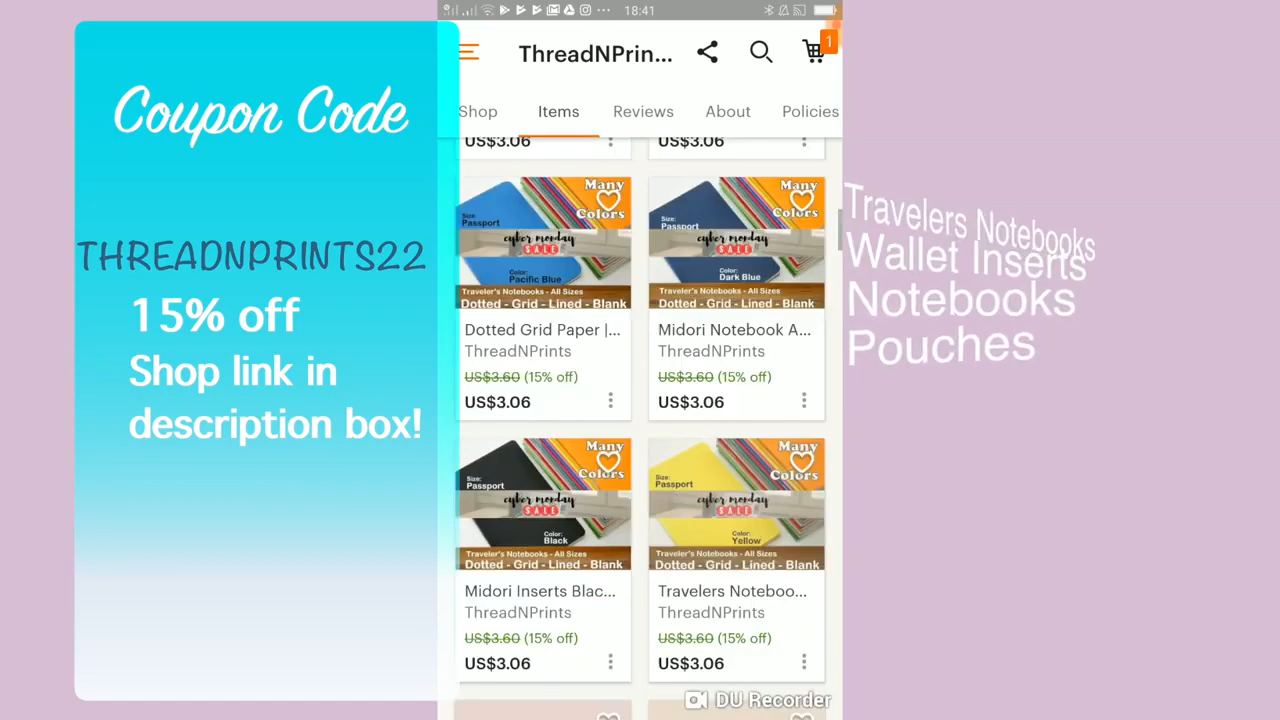 Coupon Code
THREADNPRINTS22
15% off
Shop link in
description box!
18:41
ThreadNPrin...
1
Shop Items Reviews About Policies
US$3.06 US$3.06
Many
Colors
Size:
Passport
cyber monday
SALE
Color:
Pacific Blue
Traveler's Notebooks - All Sizes
Dotted - Grid - Lined - Blank
Dotted Grid Paper |...
ThreadNPrints
US$3.60 (15% off)
US$3.06
Many
Colors
Size:
Passport
cyber monday
SALE
Color:
Dark Blue
Traveler's Notebooks - All Sizes
Dotted - Grid - Lined - Blank
Midori Notebook A...
ThreadNPrints
US$3.60 (15% off)
US$3.06
Many
Colors
Size:
Passport
cyber monday
SALE
Color:
Black
Traveler's Notebooks - All Sizes
Dotted - Grid - Lined - Blank
Midori Inserts Blac...
ThreadNPrints
US$3.60 (15% off)
US$3.06
Many
Colors
Size:
Passport
cyber monday
SALE
Color:
Yellow
Traveler's Notebooks - All Sizes
Dotted - Grid - Lined - Blank
Travelers Noteboo...
ThreadNPrints
US$3.60 (15% off)
US$3.06
DU Recorder
Travelers Notebooks
Wallet Inserts
Notebooks
Pouches